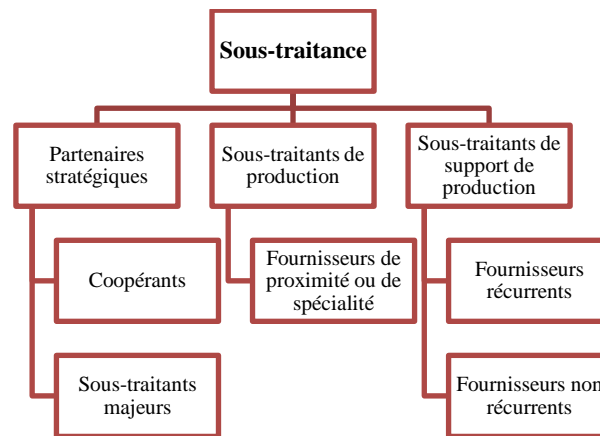 Sous-traitance
Partenaires
stratégiques
Sous-traitants de
production
Sous-traitants de
support de
production
Coopérants
Fournisseurs de
proximité ou de
spécialité
Fournisseurs
récurrents
Sous-traitants
majeurs
Fournisseurs non
récurrents